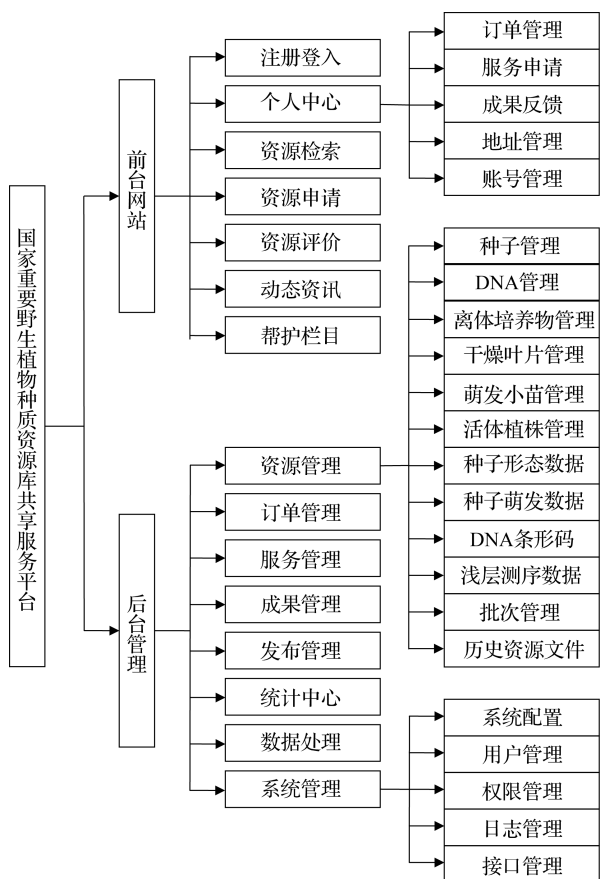 国家重要野生植物种质资源库共享服务平台
前台网站
注册登入
个人中心
订单管理
服务申请
成果反馈
地址管理
账号管理
资源检索
资源申请
资源评价
动态资讯
帮护栏目
后台管理
资源管理
种子管理
DNA管理
离体培养物管理
干燥叶片管理
萌发小苗管理
活体植株管理
种子形态数据
种子萌发数据
DNA条形码
浅层测序数据
批次管理
历史资源文件
订单管理
服务管理
成果管理
发布管理
统计中心
数据处理
系统管理
系统配置
用户管理
权限管理
日志管理
接口管理